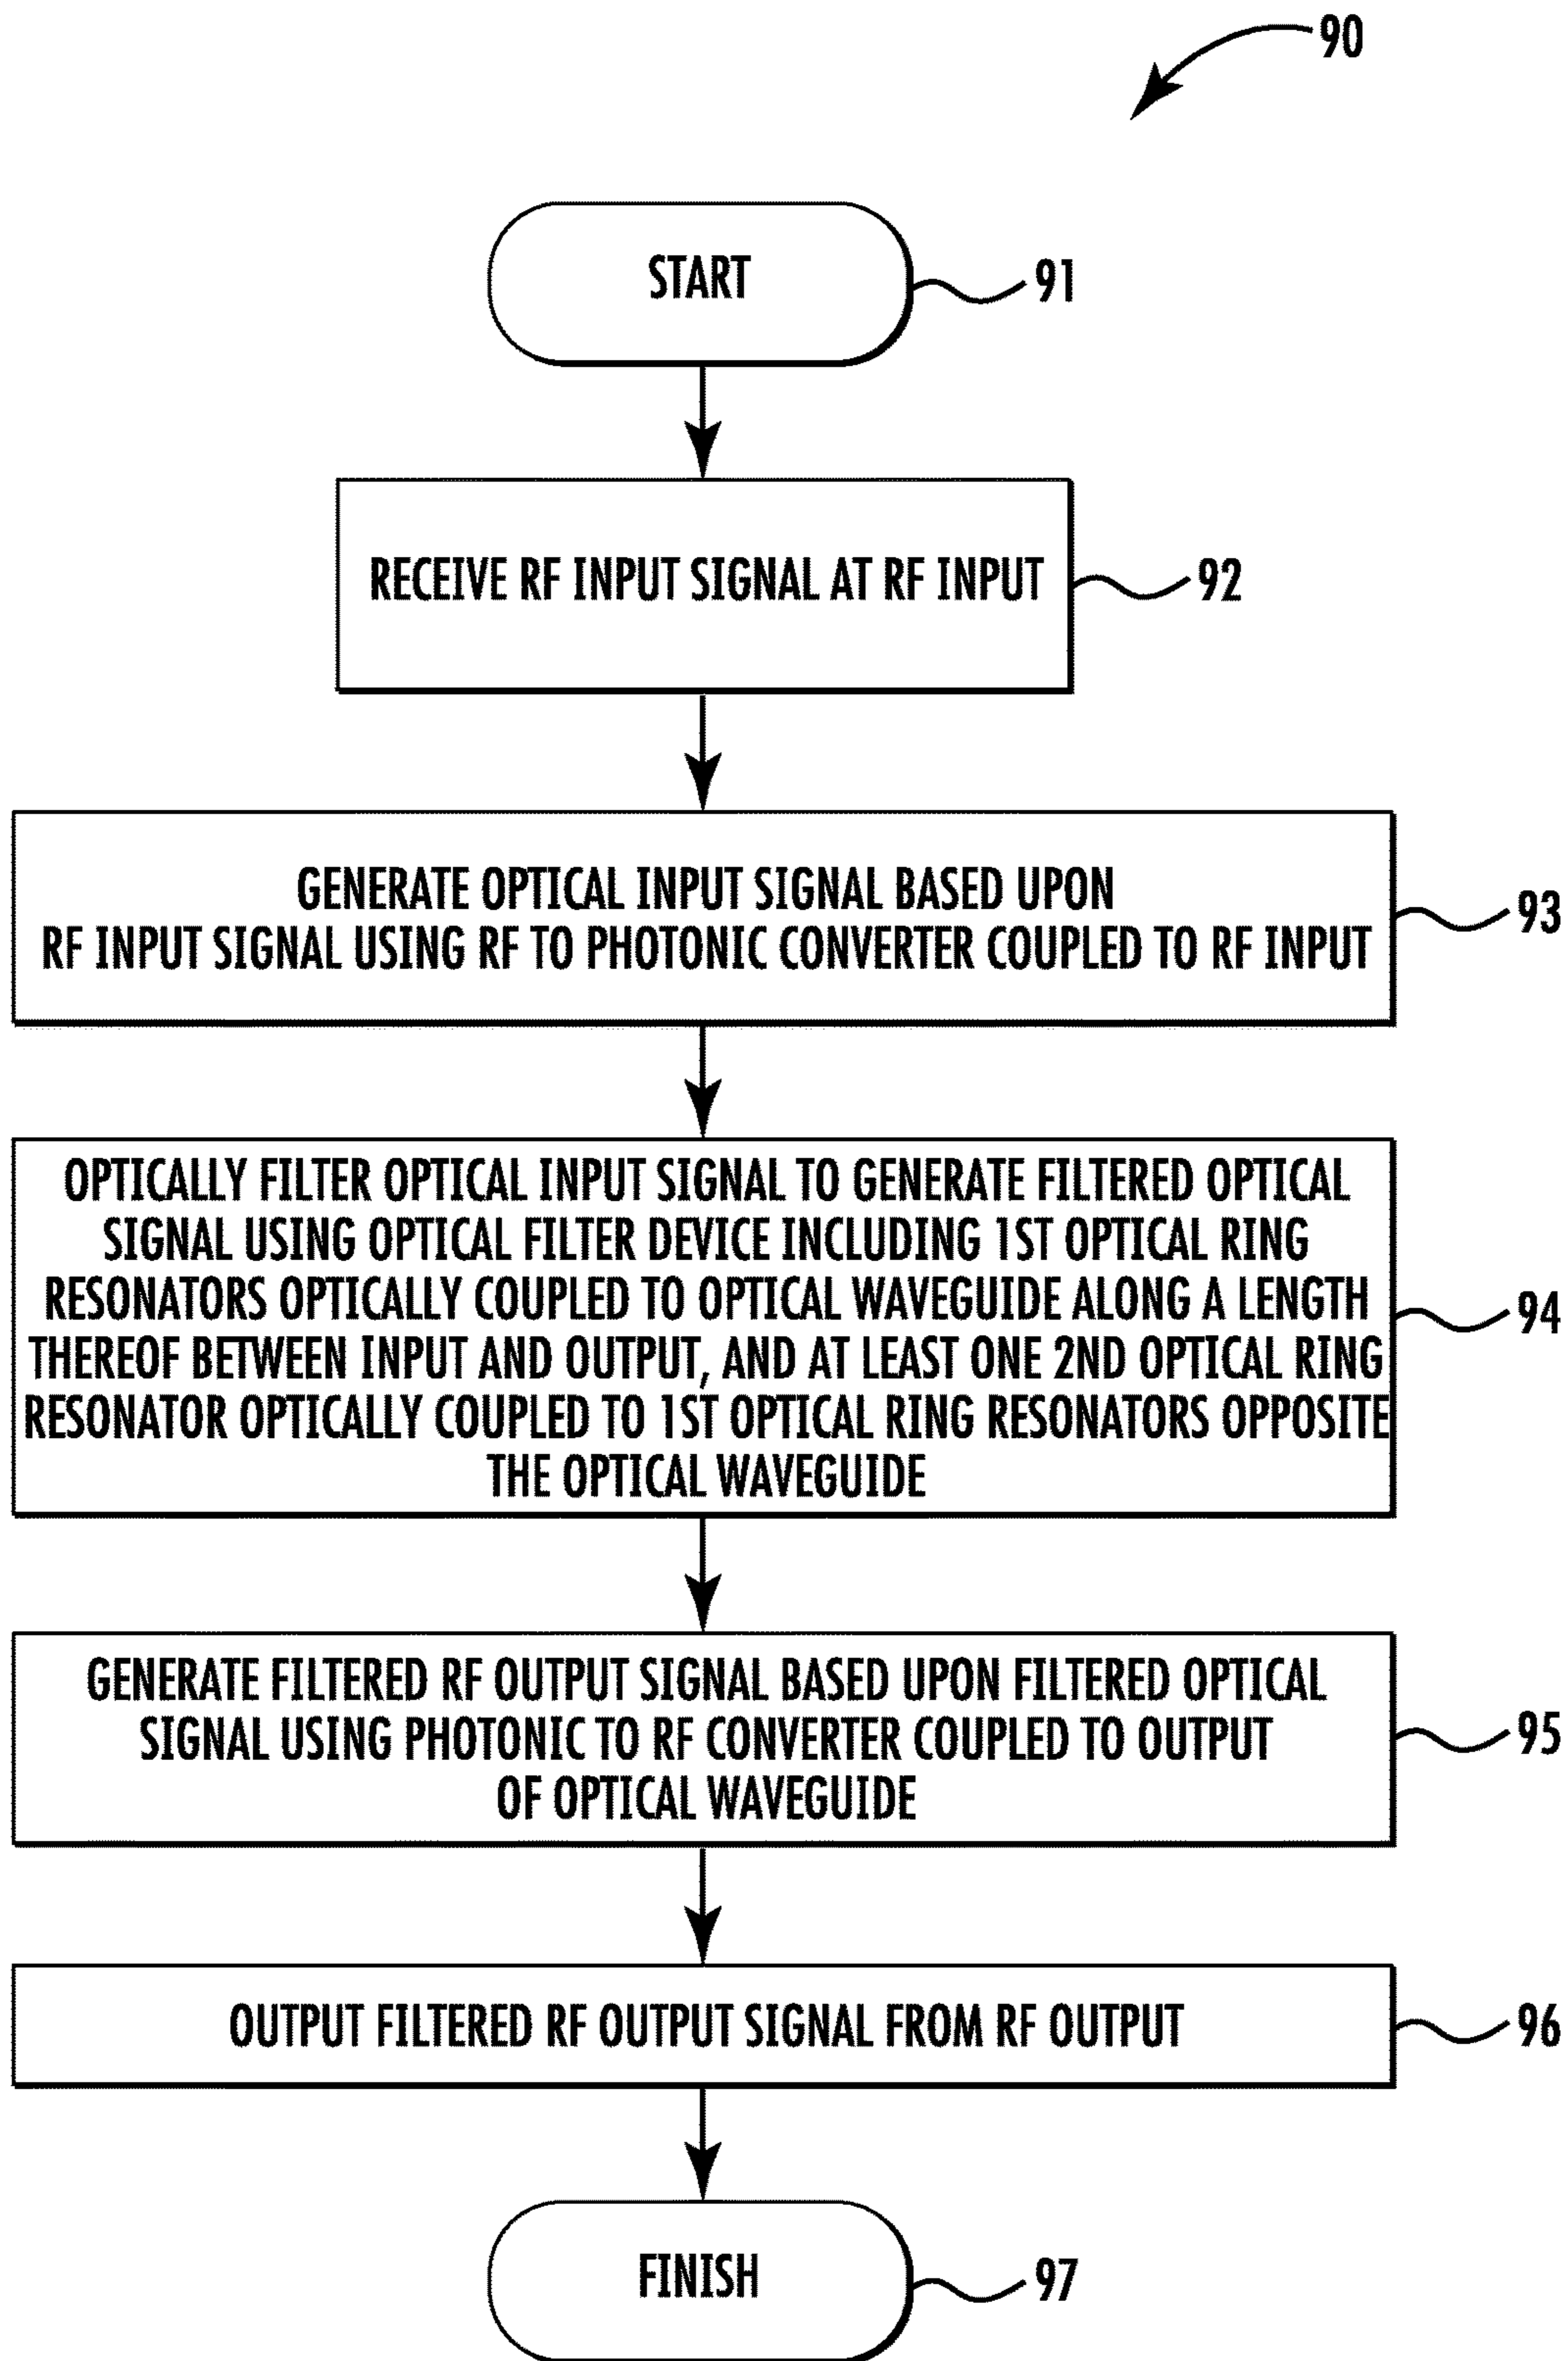 90
START
91
RECEIVE RF INPUT SIGNAL AT RF INPUT
92
GENERATE OPTICAL INPUT SIGNAL BASED UPON
RF INPUT SIGNAL USING RF TO PHOTONIC CONVERTER COUPLED TO RF INPUT
93
OPTICALLY FILTER OPTICAL INPUT SIGNAL TO GENERATE FILTERED OPTICAL
SIGNAL USING OPTICAL FILTER DEVICE INCLUDING 1ST OPTICAL RING
RESONATORS OPTICALLY COUPLED TO OPTICAL WAVEGUIDE ALONG A LENGTH
THEREOF BETWEEN INPUT AND OUTPUT, AND AT LEAST ONE 2ND OPTICAL RING
RESONATOR OPTICALLY COUPLED TO 1ST OPTICAL RING RESONATORS OPPOSITE
THE OPTICAL WAVEGUIDE
94
GENERATE FILTERED RF OUTPUT SIGNAL BASED UPON FILTERED OPTICAL
SIGNAL USING PHOTONIC TO RF CONVERTER COUPLED TO OUTPUT
OF OPTICAL WAVEGUIDE
95
OUTPUT FILTERED RF OUTPUT SIGNAL FROM RF OUTPUT
96
FINISH
97